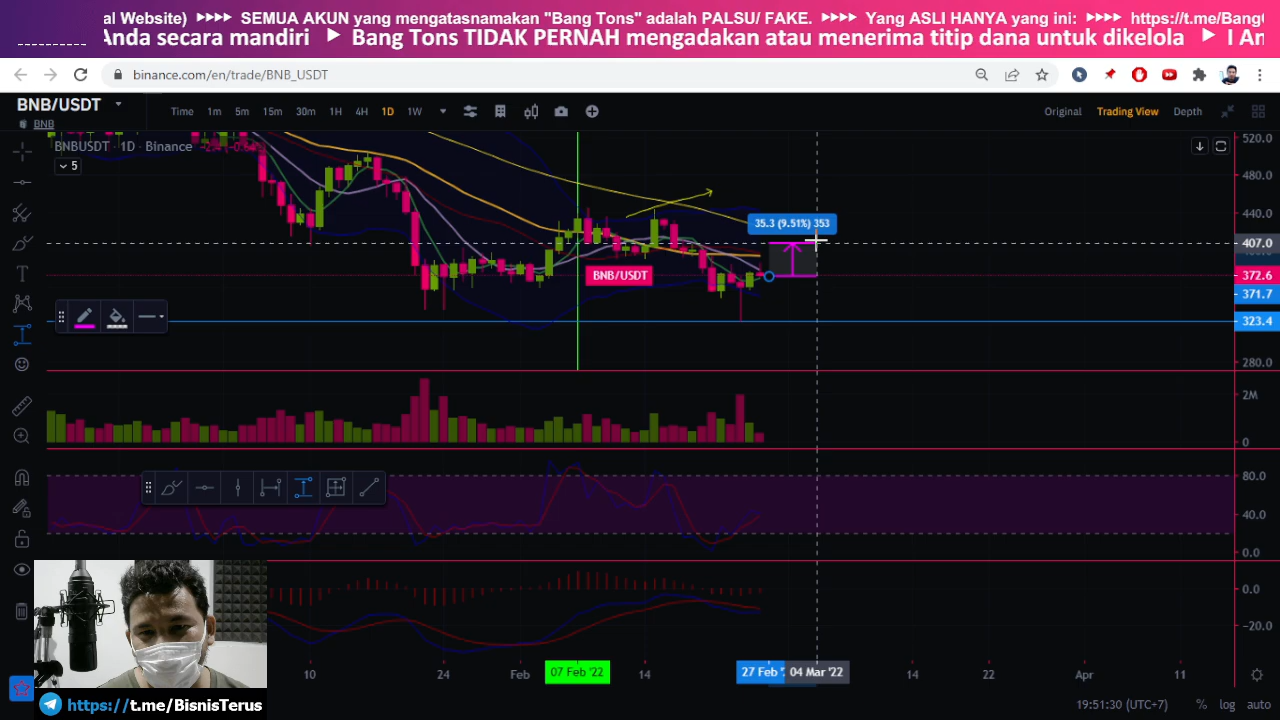 al Website) ▸▸▸▸ SEMUA AKUN yang mengatasnamakan "Bang Tons" adalah PALSU/ FAKE. ▸▸▸▸ Yang ASLI HANYA yang ini: ▸▸▸▸ https://t.me/Bang
Anda secara mandiri ► Bang Tons TIDAK PERNAH mengadakan atau menerima titip dana untuk dikelola ► I An
binance.com/en/trade/BNB_USDT
BNB/USDT
BNB
Time 1m 5m 15m 30m 1H 4H 1D 1W
Original Trading View Depth
BNBUSDT · 1D · Binance
5
520.0
480.0
440.0
35.3 (9.51%) 353
407.0
BNB/USDT
372.6
371.7
323.4
280.0
2M
0
80.0
40.0
0.0
0.0
−20.0
10 24 Feb 07 Feb '22 14 27 Feb ' 04 Mar '22 14 22 Apr 11
https://t.me/BisnisTerus
19:51:30 (UTC+7) % log auto